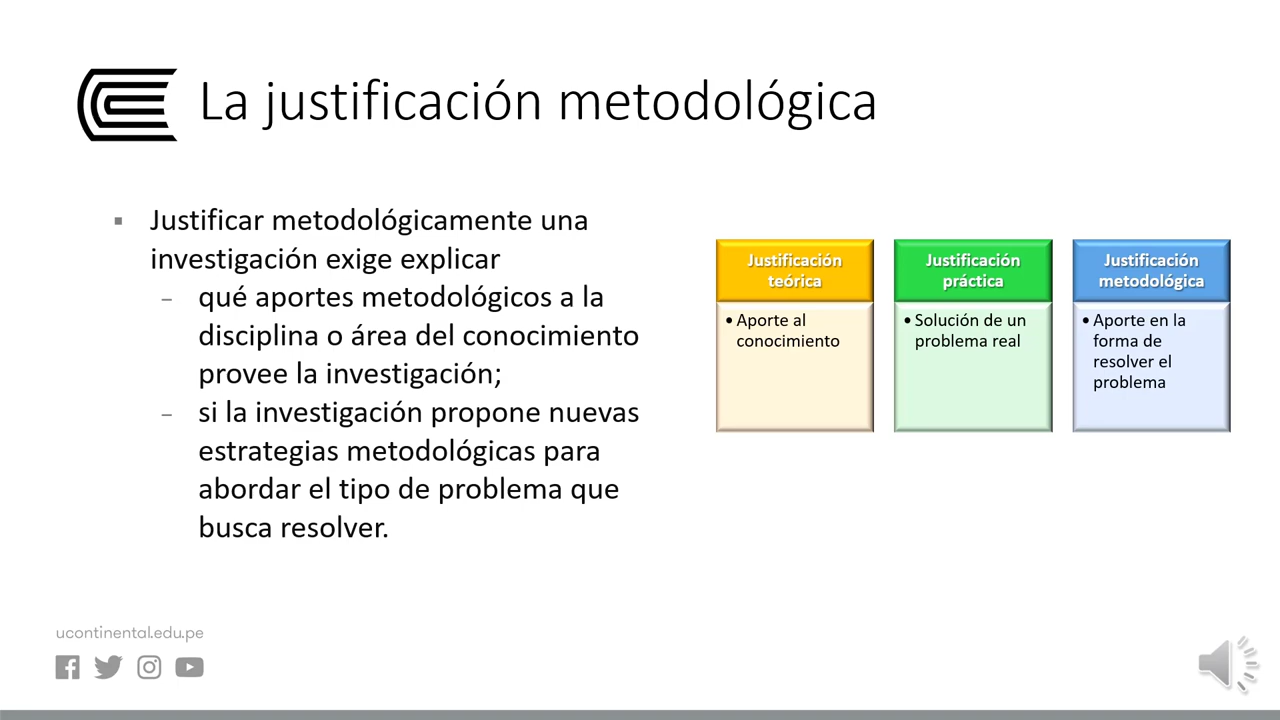 La justificación metodológica
▪ Justificar metodológicamente una
investigación exige explicar
– qué aportes metodológicos a la
disciplina o área del conocimiento
provee la investigación;
– si la investigación propone nuevas
estrategias metodológicas para
abordar el tipo de problema que
busca resolver.
Justificación
teórica
• Aporte al
conocimiento
Justificación
práctica
• Solución de un
problema real
Justificación
metodológica
• Aporte en la
forma de
resolver el
problema
ucontinental.edu.pe